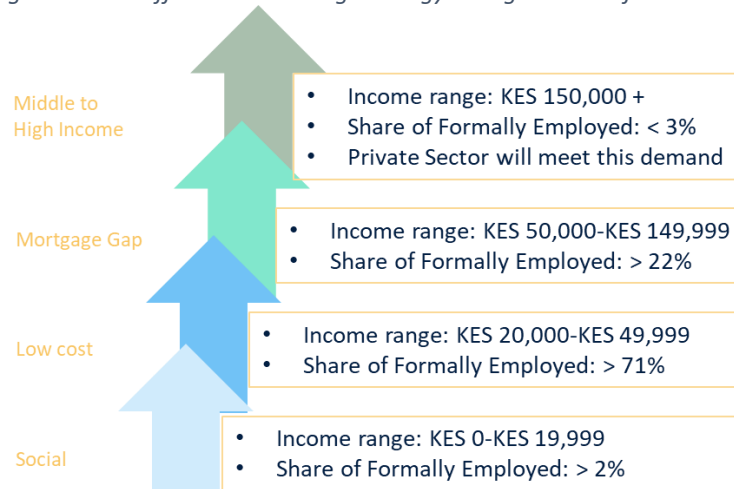 Middle to
High Income
• Income range: KES 150,000 +
• Share of Formally Employed: < 3%
• Private Sector will meet this demand
Mortgage Gap
• Income range: KES 50,000-KES 149,999
• Share of Formally Employed: > 22%
Low cost
• Income range: KES 20,000-KES 49,999
• Share of Formally Employed: > 71%
Social
• Income range: KES 0-KES 19,999
• Share of Formally Employed: > 2%